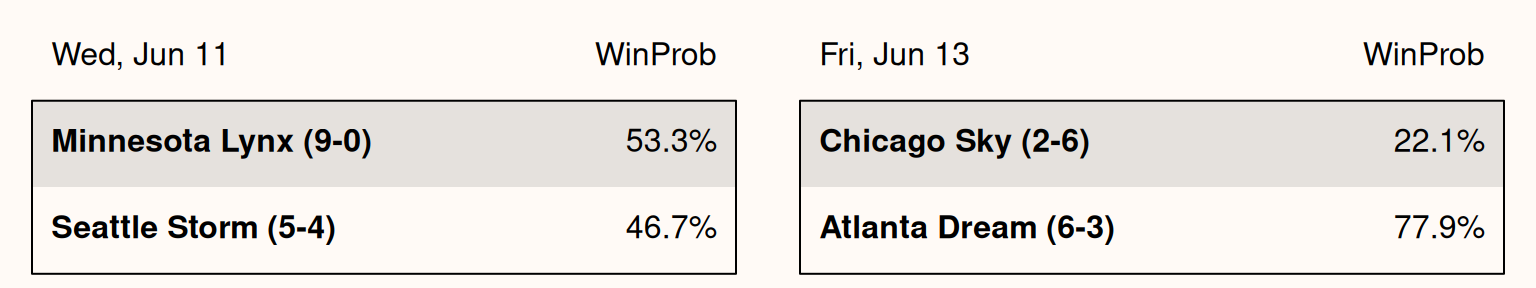 Wed, Jun 11 WinProb
Minnesota Lynx (9-0) 53.3%
Seattle Storm (5-4) 46.7%
Fri, Jun 13 WinProb
Chicago Sky (2-6) 22.1%
Atlanta Dream (6-3) 77.9%